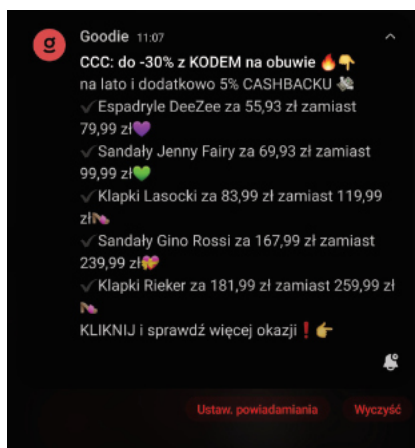 g
Goodie 11:07
CCC: do -30% z KODEM na obuwie 🔥👇
na lato i dodatkowo 5% CASHBACKU 💸
✓Espadryle DeeZee za 55,93 zł zamiast
79,99 zł💜
✓Sandały Jenny Fairy za 69,93 zł zamiast
99,99 zł💚
✓Klapki Lasocki za 83,99 zł zamiast 119,99
zł👡
✓Sandały Gino Rossi za 167,99 zł zamiast
239,99 zł💝
✓Klapki Rieker za 181,99 zł zamiast 259,99 zł
👡
KLIKNIJ i sprawdź więcej okazji❗👉
Ustaw. powiadamiania Wyczyść